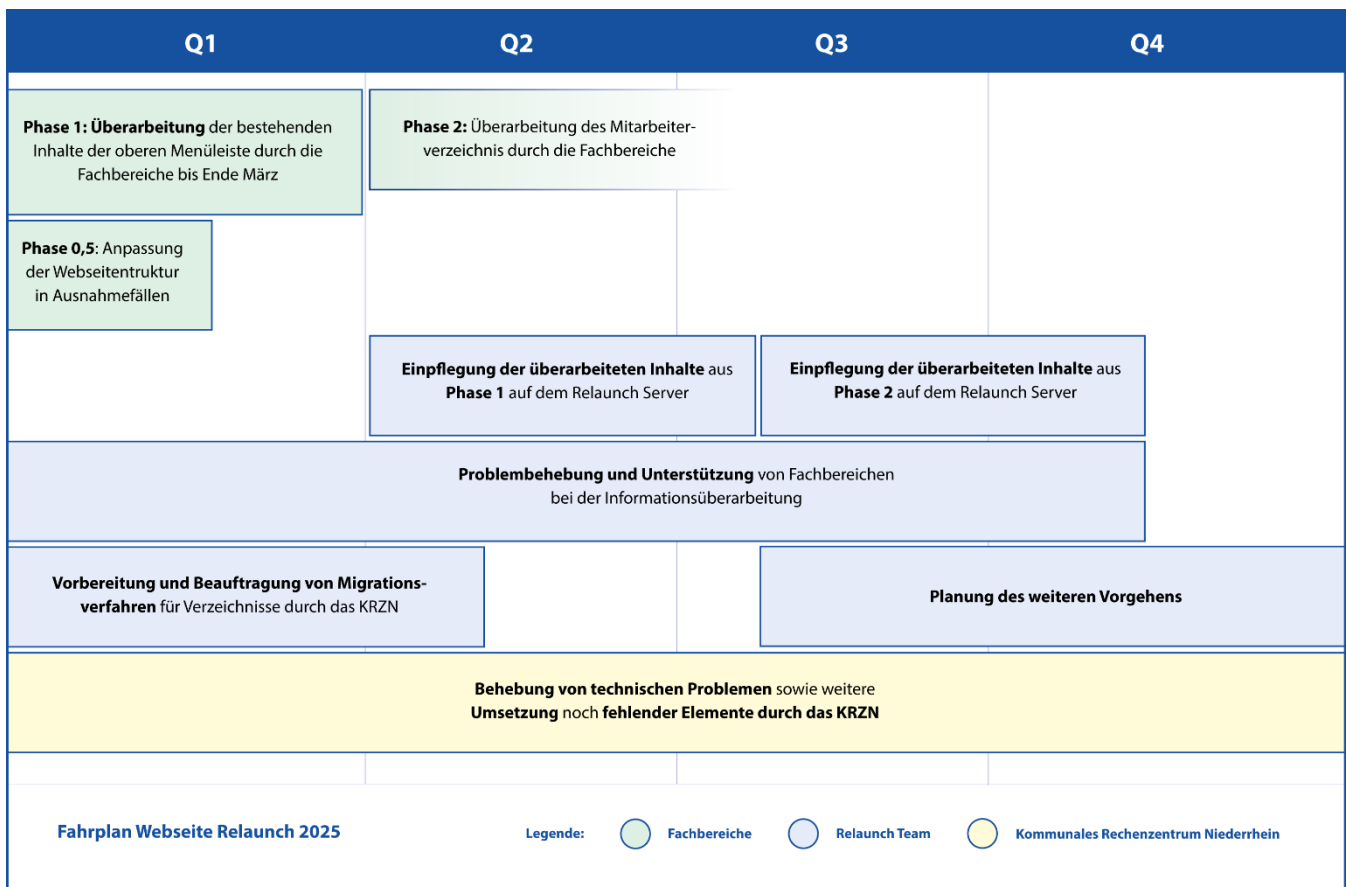 Q1
Q2
Q3
Q4
Phase 1: Überarbeitung der bestehenden
Inhalte der oberen Menüleiste durch die
Fachbereiche bis Ende März
Phase 2: Überarbeitung des Mitarbeiter-
verzeichnis durch die Fachbereiche
Phase 0,5: Anpassung
der Webseitentruktur
in Ausnahmefällen
Einpflegung der überarbeiteten Inhalte aus
Phase 1 auf dem Relaunch Server
Einpflegung der überarbeiteten Inhalte aus
Phase 2 auf dem Relaunch Server
Problembehebung und Unterstützung von Fachbereichen
bei der Informationsüberarbeitung
Vorbereitung und Beauftragung von Migrations-
verfahren für Verzeichnisse durch das KRZN
Planung des weiteren Vorgehens
Behebung von technischen Problemen sowie weitere
Umsetzung noch fehlender Elemente durch das KRZN
Fahrplan Webseite Relaunch 2025
Legende:
Fachbereiche
Relaunch Team
Kommunales Rechenzentrum Niederrhein